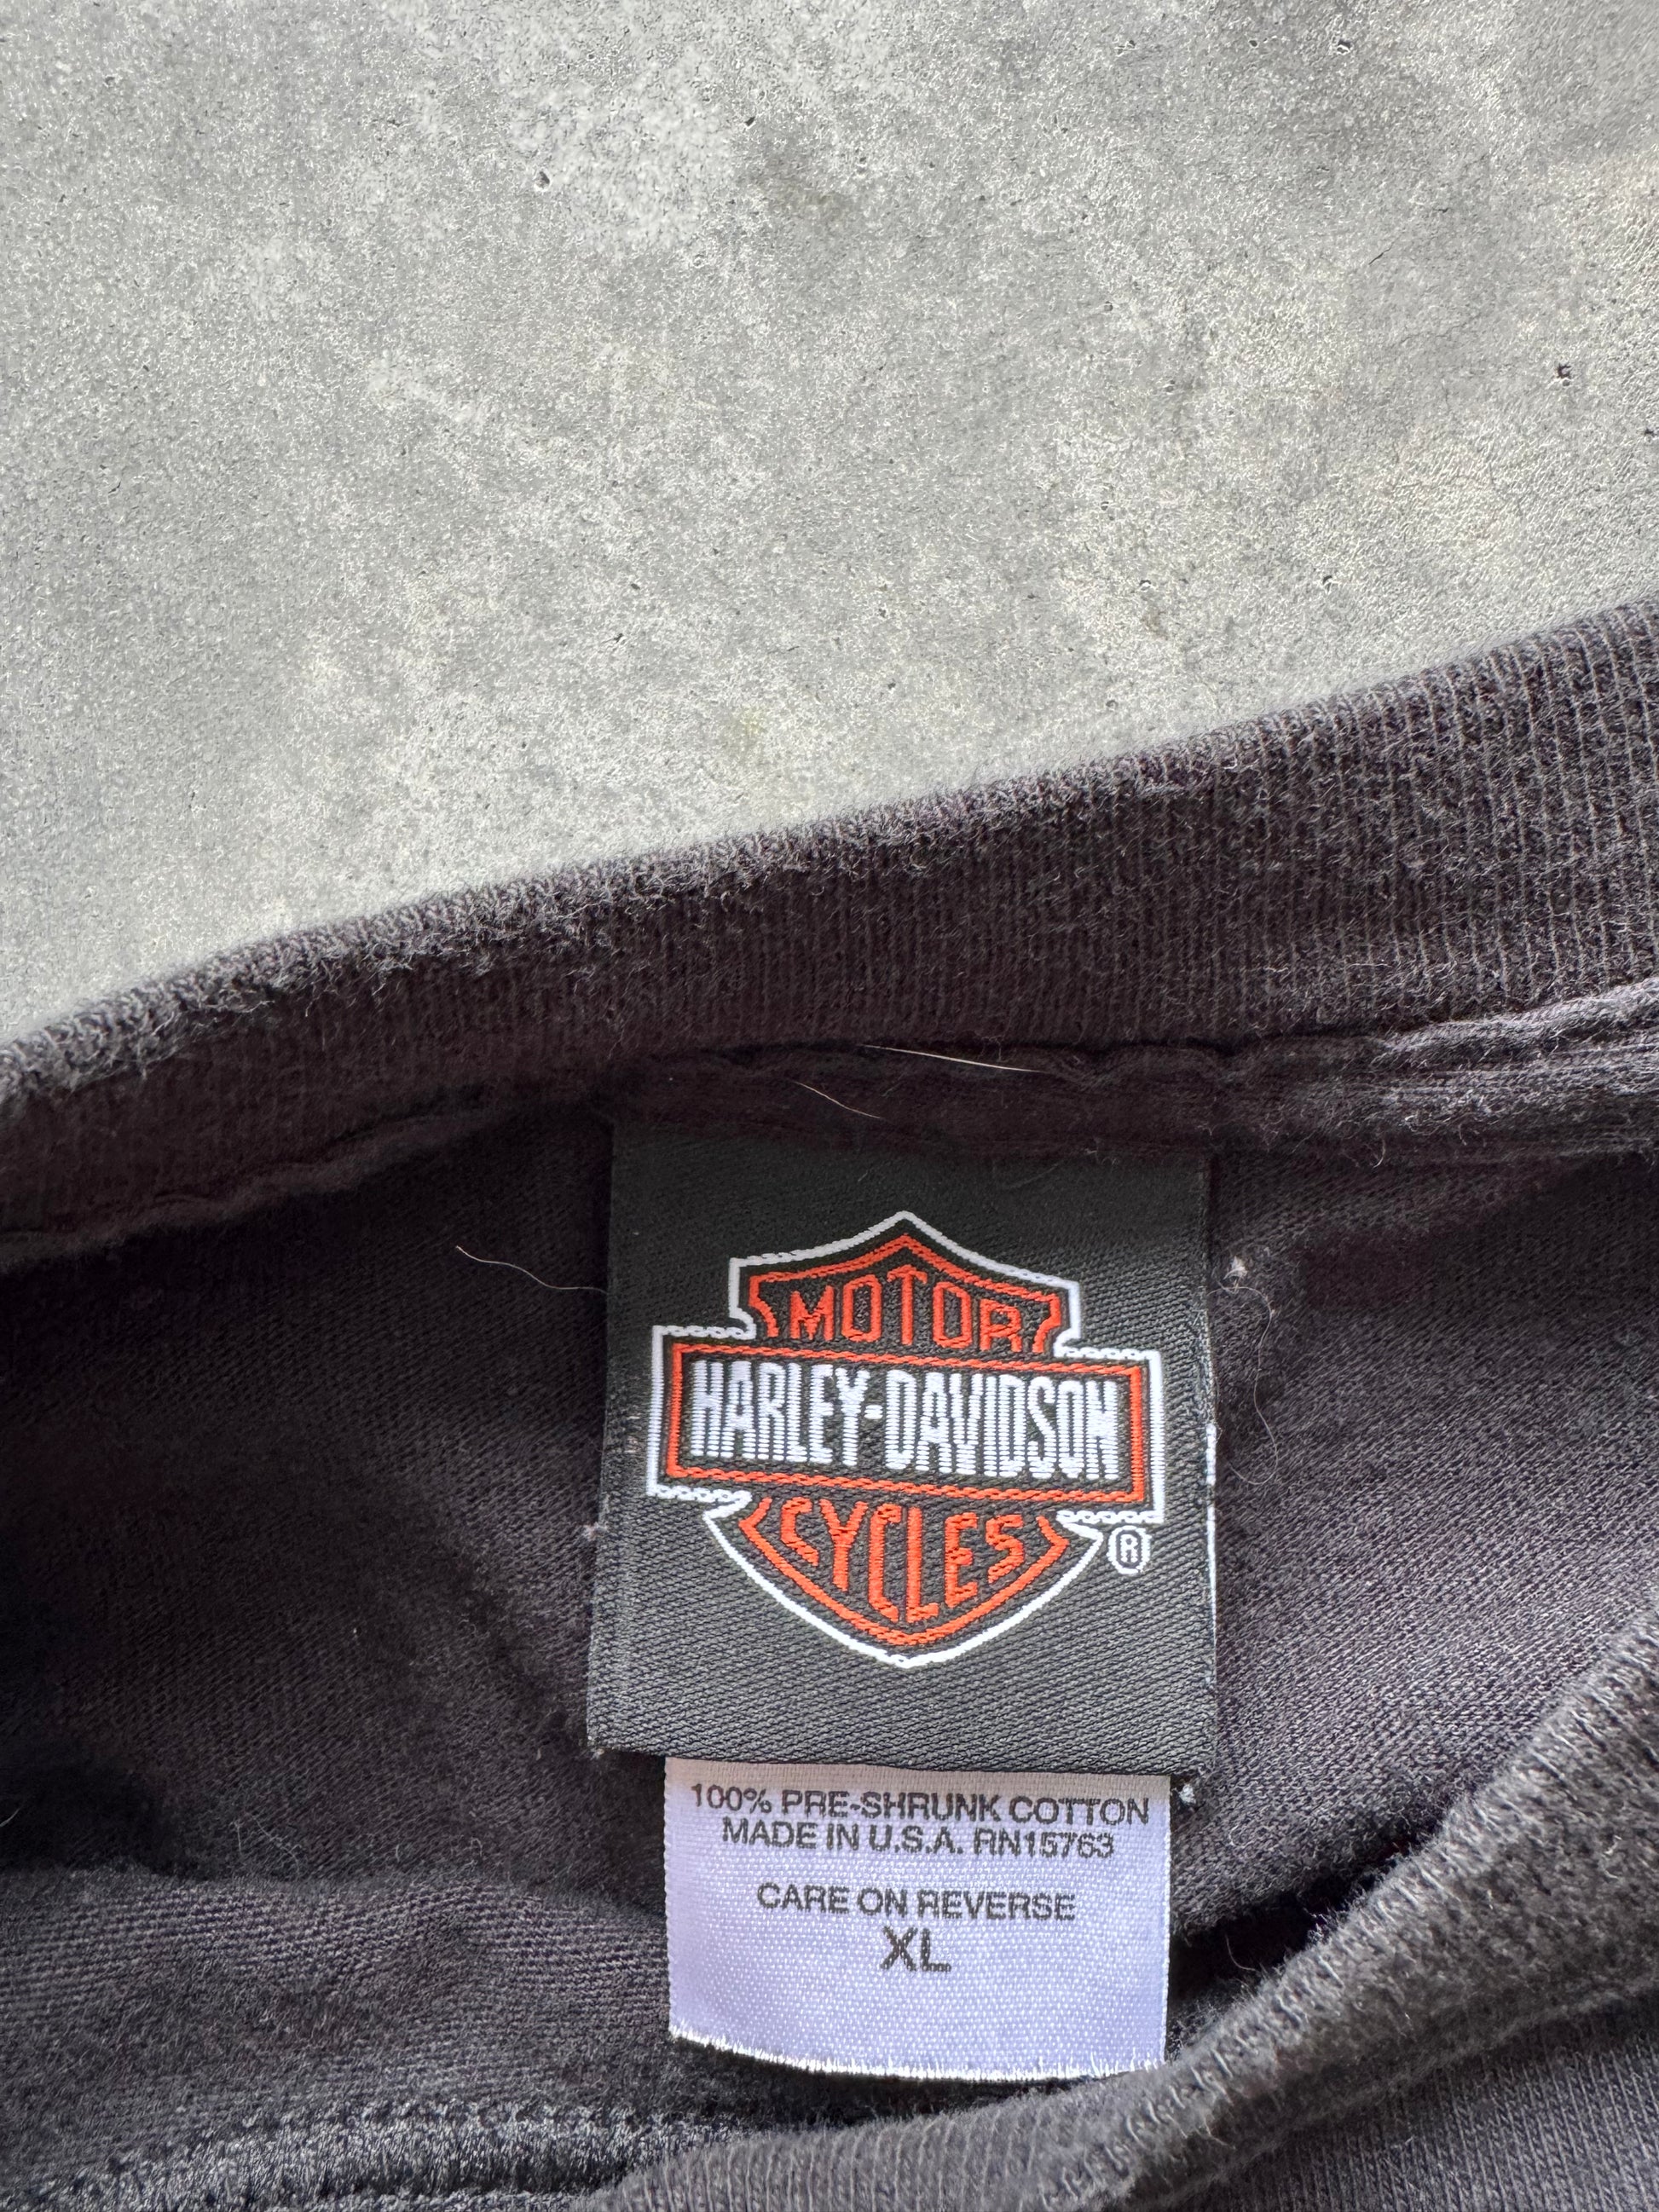 MOTOR
HARLEY-DAVIDSON
CYCLES
®
100% PRE-SHRUNK COTTON
MADE IN U.S.A. RN15763
CARE ON REVERSE
XL